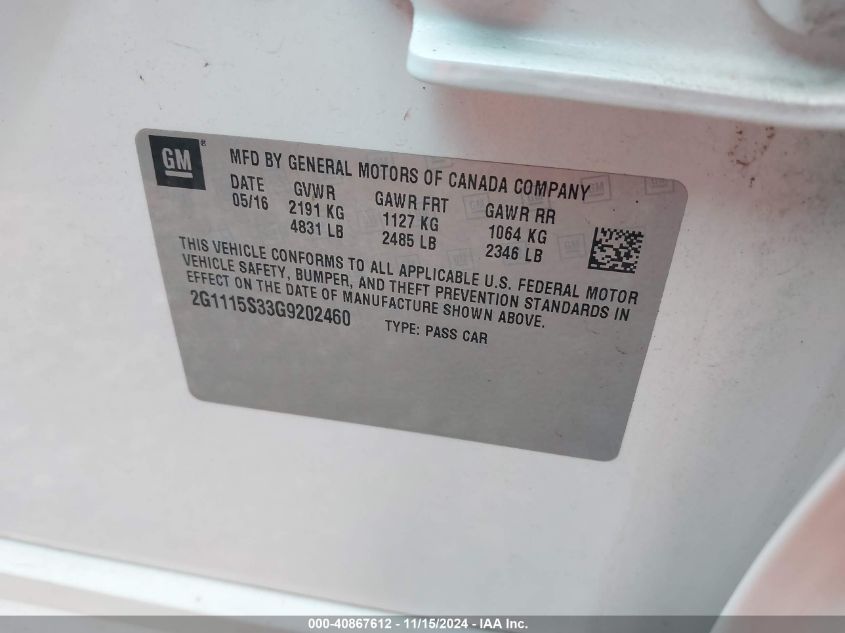 GM ®
MFD BY GENERAL MOTORS OF CANADA COMPANY
DATE GVWR GAWR FRT GAWR RR
05/16 2191 KG 1127 KG 1064 KG
4831 LB 2485 LB 2346 LB
THIS VEHICLE CONFORMS TO ALL APPLICABLE U.S. FEDERAL MOTOR
VEHICLE SAFETY, BUMPER, AND THEFT PREVENTION STANDARDS IN
EFFECT ON THE DATE OF MANUFACTURE SHOWN ABOVE.
2G1115S33G9202460 TYPE: PASS CAR
000-40867612 - 11/15/2024 - IAA Inc.